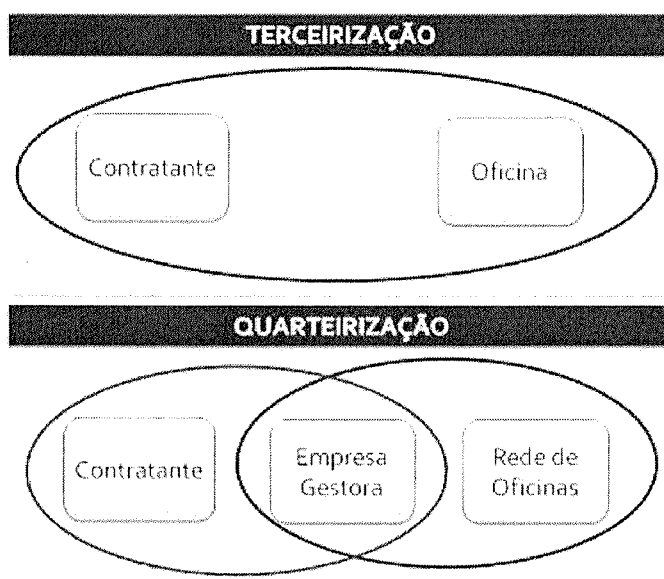 TERCEIRIZAÇÃO
Contratante
Oficina
QUARTEIRIZAÇÃO
Contratante
Empresa
Gestora
Rede de
Oficinas